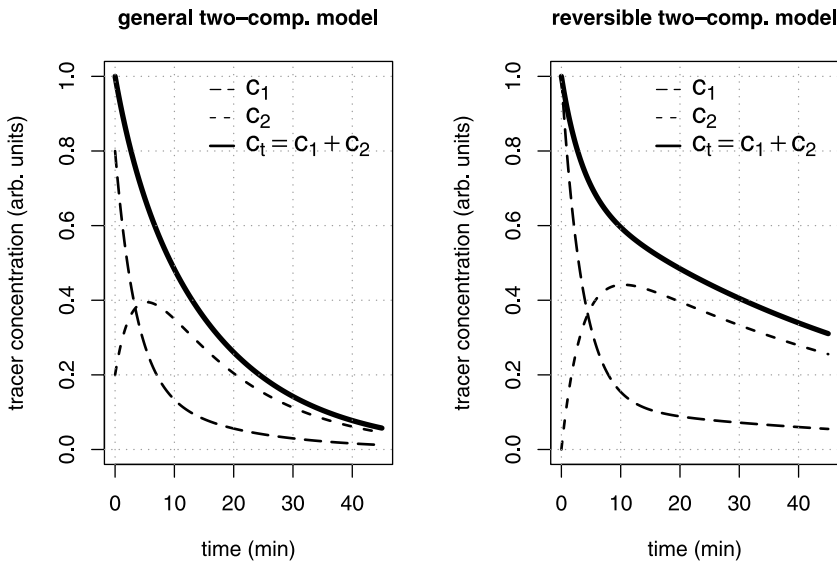 general two–comp. model
tracer concentration (arb. units)
1.0
0.8
0.6
0.4
0.2
0.0
C1
C2
Ct = C1 + C2
0 10 20 30 40
time (min)
reversible two–comp. model
tracer concentration (arb. units)
1.0
0.8
0.6
0.4
0.2
0.0
C1
C2
Ct = C1 + C2
0 10 20 30 40
time (min)